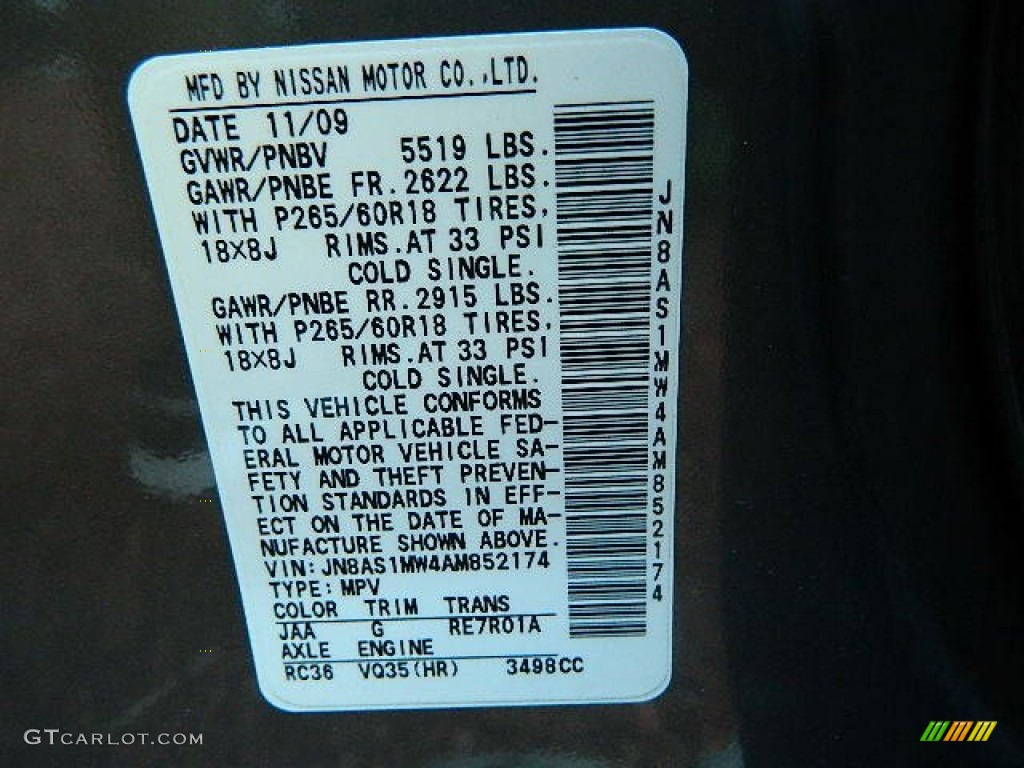 MFD BY NISSAN MOTOR CO.,LTD.
DATE 11/09
GVWR/PNBV 5519 LBS.
GAWR/PNBE FR.2622 LBS.
WITH P265/60R18 TIRES,
18X8J RIMS.AT 33 PSI
COLD SINGLE.
GAWR/PNBE RR.2915 LBS.
WITH P265/60R18 TIRES,
18X8J RIMS.AT 33 PSI
COLD SINGLE.
THIS VEHICLE CONFORMS
TO ALL APPLICABLE FED-
ERAL MOTOR VEHICLE SA-
FETY AND THEFT PREVEN-
TION STANDARDS IN EFF-
ECT ON THE DATE OF MA-
NUFACTURE SHOWN ABOVE.
VIN:JN8AS1MW4AM852174
TYPE:MPV
COLOR TRIM TRANS
JAA G RE7R01A
AXLE ENGINE
RC36 VQ35(HR) 3498CC
JN8AS1MW4AM852174
GTCARLOT.COM